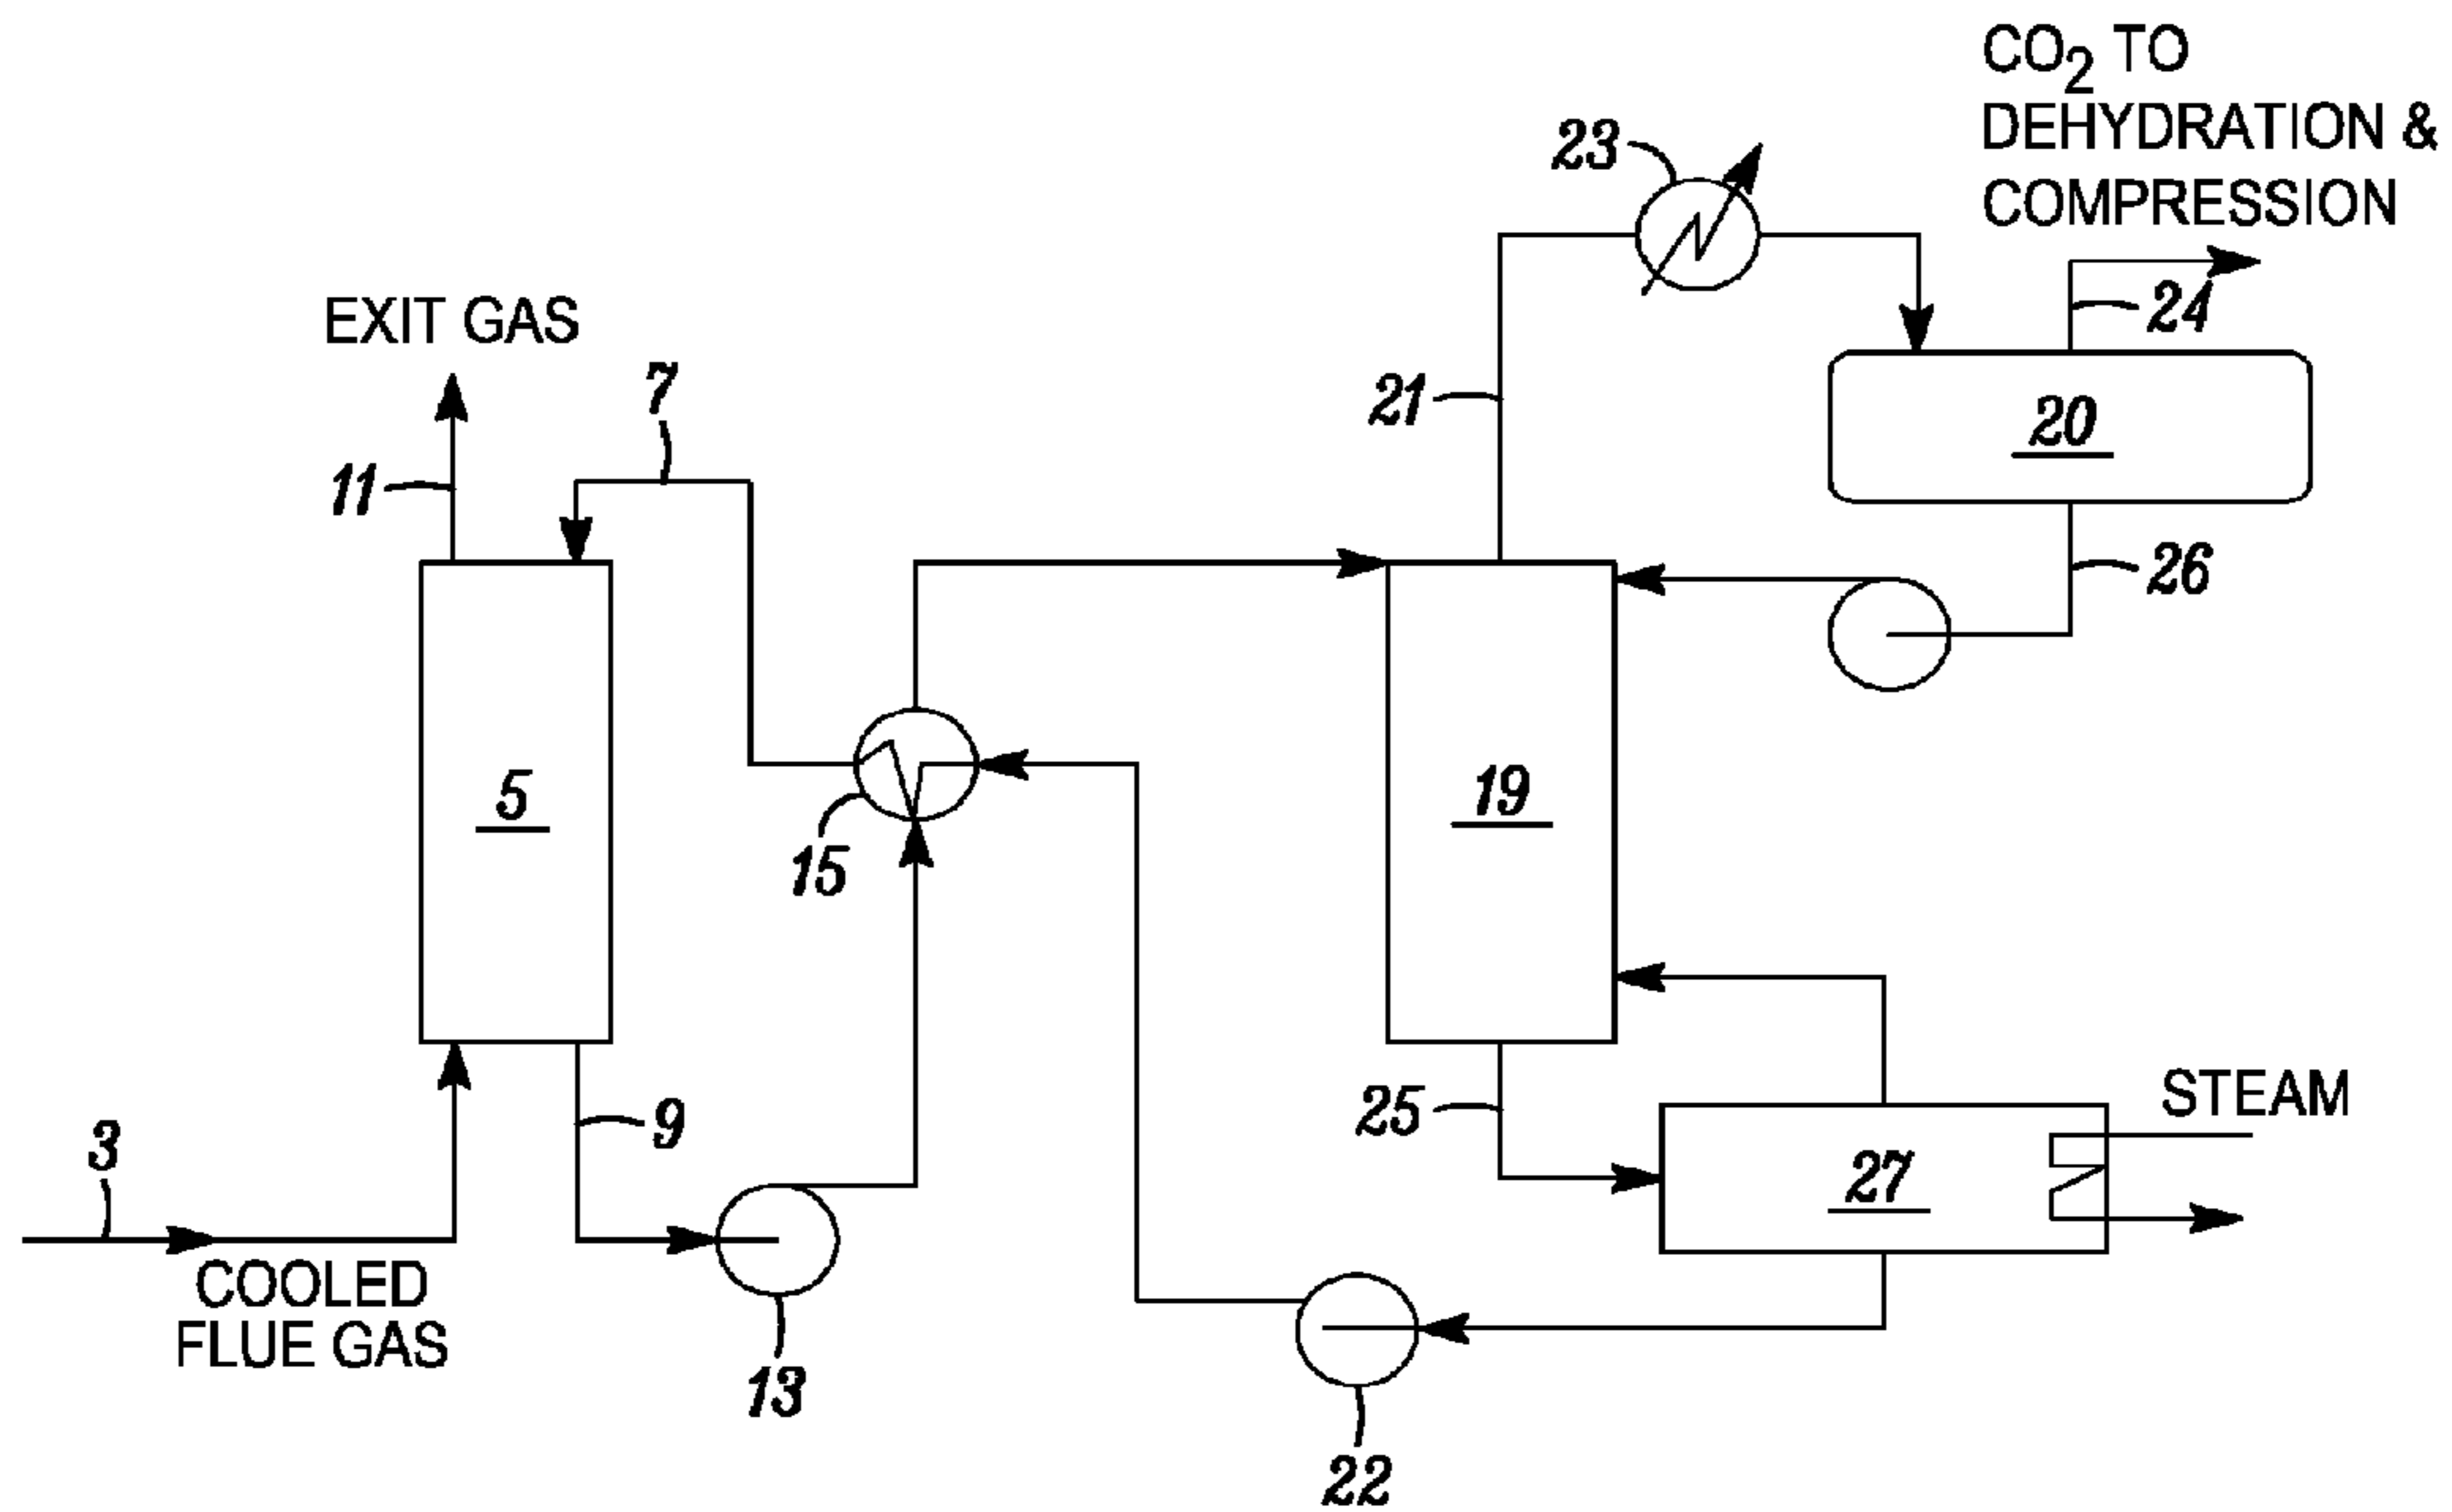 CO₂ TO
DEHYDRATION &
COMPRESSION
23
24
EXIT GAS
7
21
20
11
26
5
15
19
3
9
25
STEAM
27
COOLED
FLUE GAS
13
22